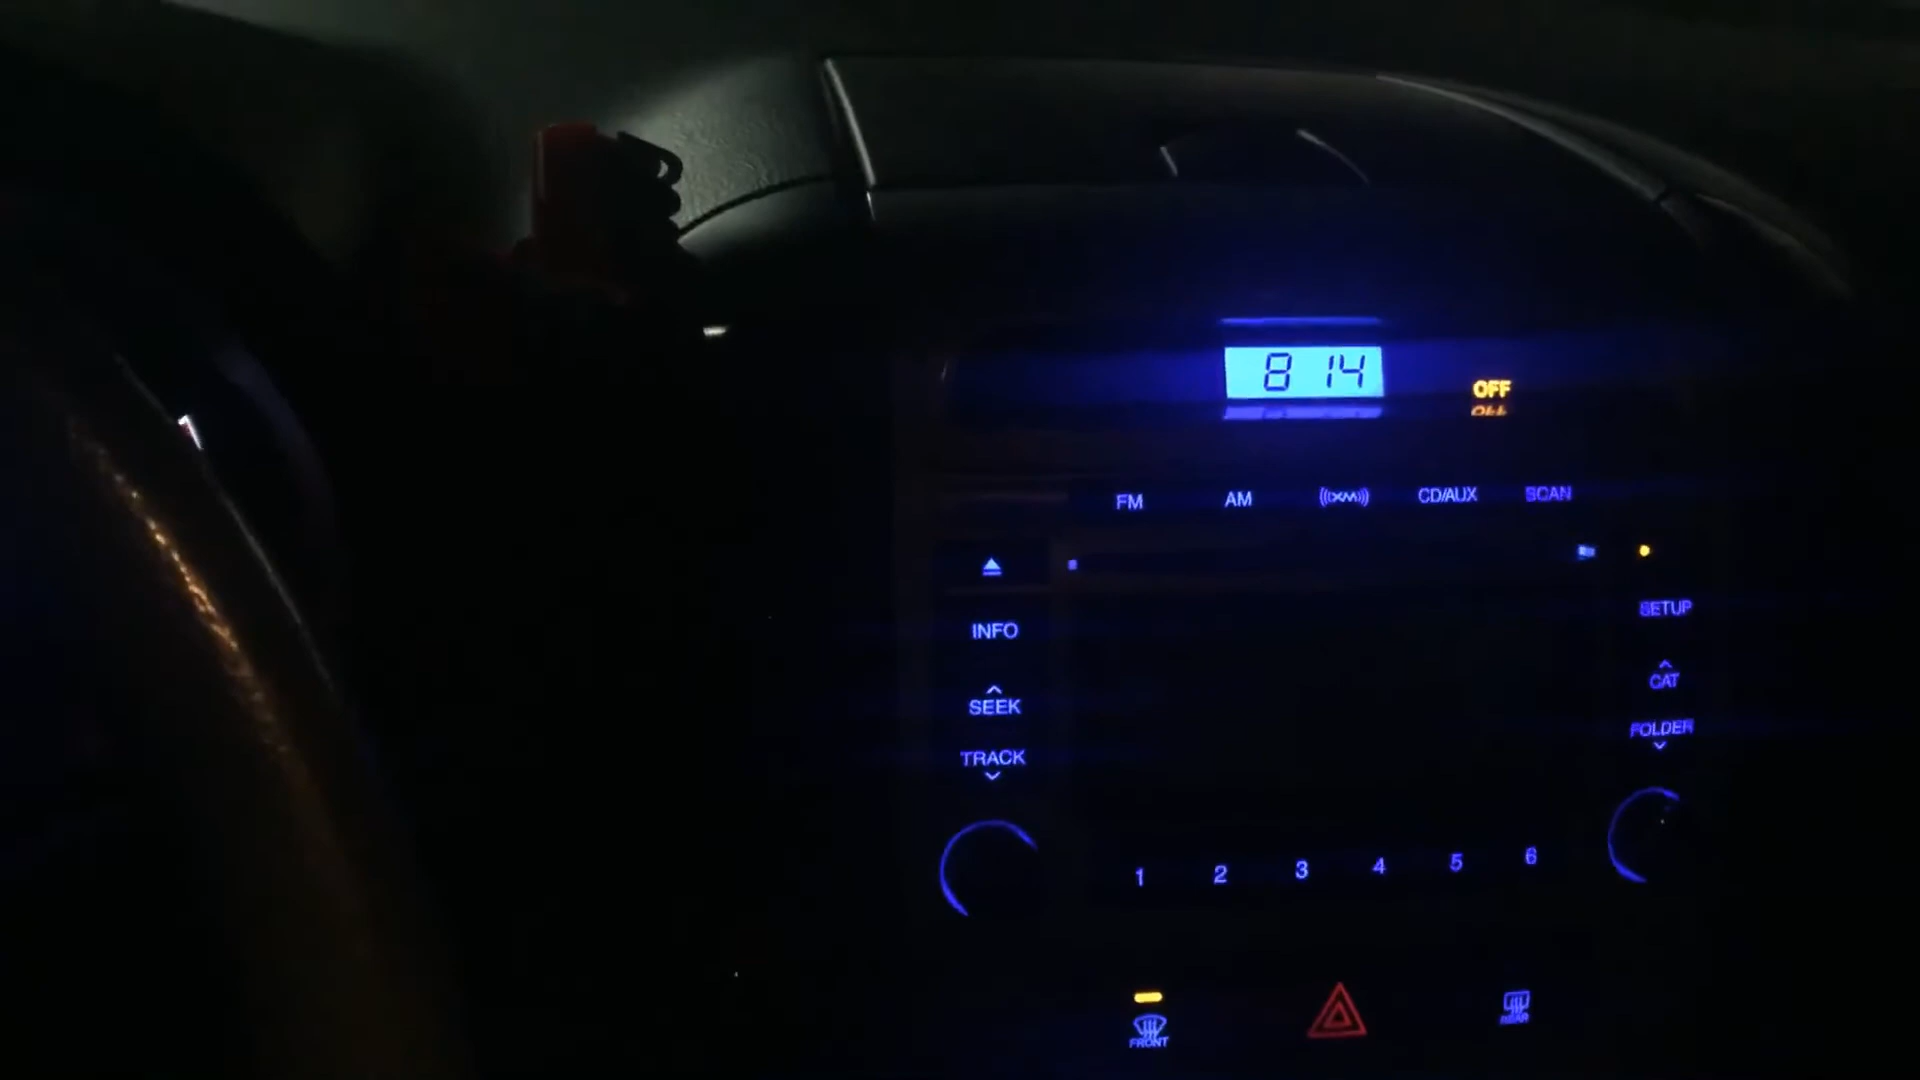 8 14
OFF
FM AM XM CD/AUX SCAN
INFO
SETUP
SEEK
CAT
TRACK
FOLDER
1 2 3 4 5 6
FRONT
REAR